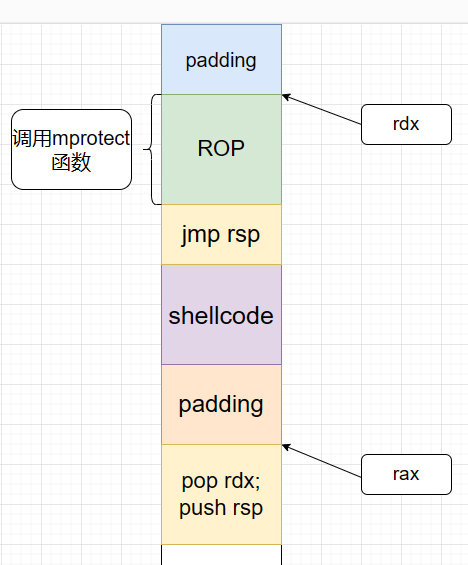 padding
rdx
调用mprotect
函数
ROP
jmp rsp
shellcode
padding
rax
pop rdx;
push rsp